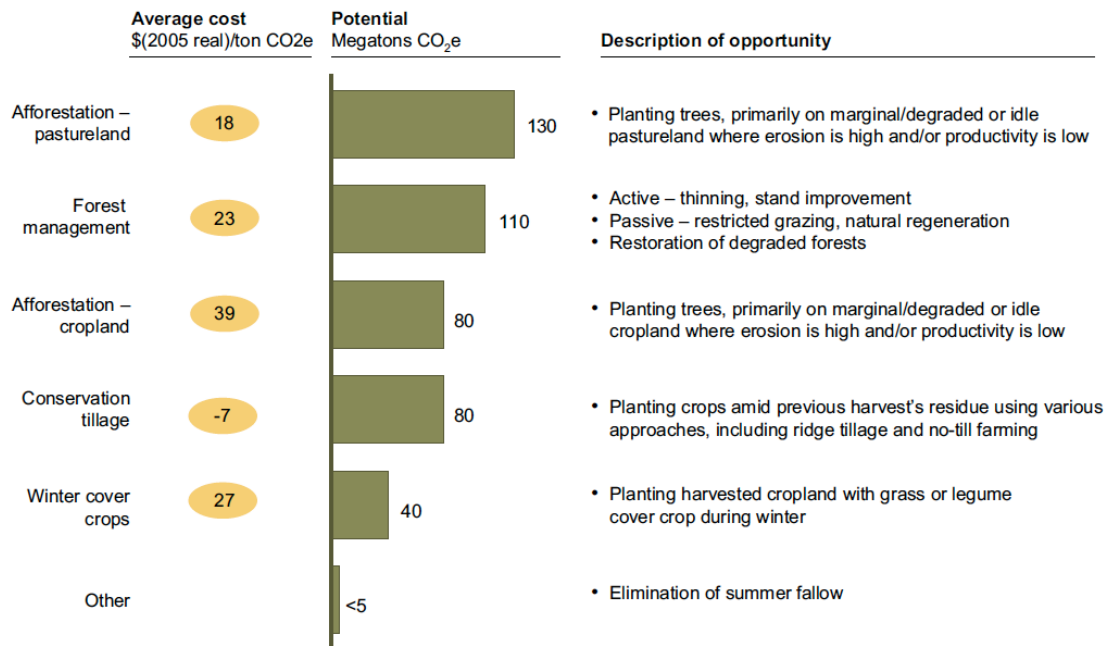 Average cost
$(2005 real)/ton CO2e
Potential
Megatons CO₂e
Description of opportunity
Afforestation –
pastureland
18
130
• Planting trees, primarily on marginal/degraded or idle
pastureland where erosion is high and/or productivity is low
Forest
management
23
110
• Active – thinning, stand improvement
• Passive – restricted grazing, natural regeneration
• Restoration of degraded forests
Afforestation –
cropland
39
80
• Planting trees, primarily on marginal/degraded or idle
cropland where erosion is high and/or productivity is low
Conservation
tillage
-7
80
• Planting crops amid previous harvest's residue using various
approaches, including ridge tillage and no-till farming
Winter cover
crops
27
40
• Planting harvested cropland with grass or legume
cover crop during winter
Other
<5
• Elimination of summer fallow